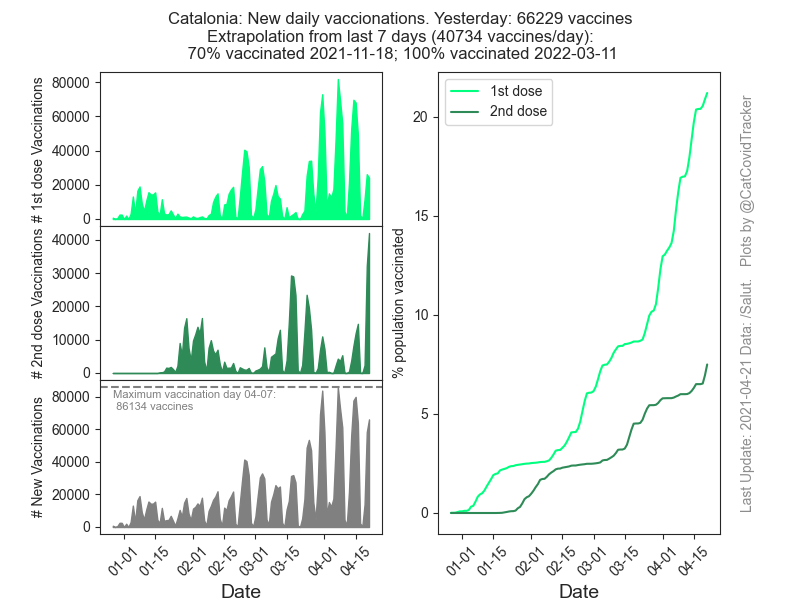 Catalonia: New daily vaccionations. Yesterday: 66229 vaccines
Extrapolation from last 7 days (40734 vaccines/day):
70% vaccinated 2021-11-18; 100% vaccinated 2022-03-11
# 1st dose Vaccinations
80000
60000
40000
20000
0
# 2nd dose Vaccinations
40000
30000
20000
10000
0
# New Vaccinations
80000
60000
40000
20000
0
Maximum vaccination day 04-07:
86134 vaccines
01-01
01-15
02-01
02-15
03-01
03-15
04-01
04-15
Date
% population vaccinated
20
15
10
5
0
1st dose
2nd dose
01-01
01-15
02-01
02-15
03-01
03-15
04-01
04-15
Date
Last Update: 2021-04-21 Data: /Salut. Plots by @CatCovidTracker